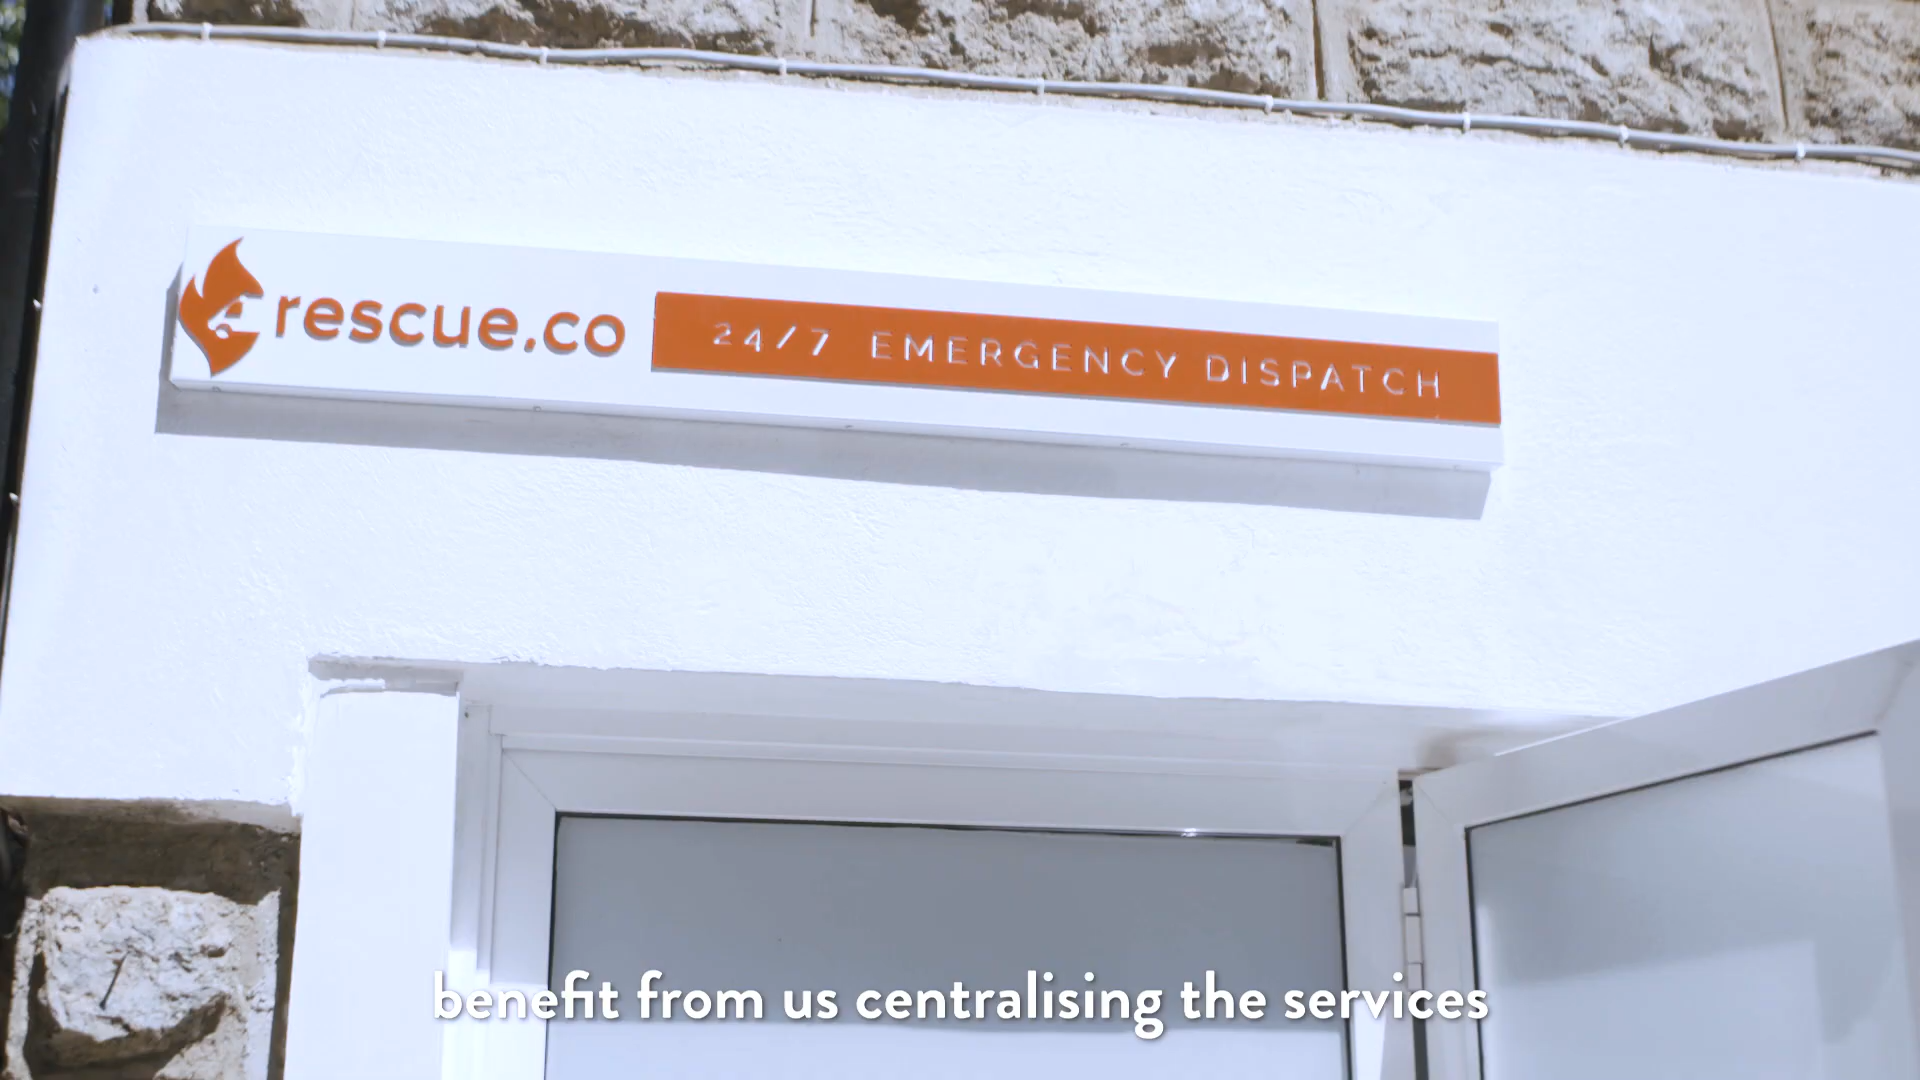 rescue.co 24/7 EMERGENCY DISPATCH
benefit from us centralising the services